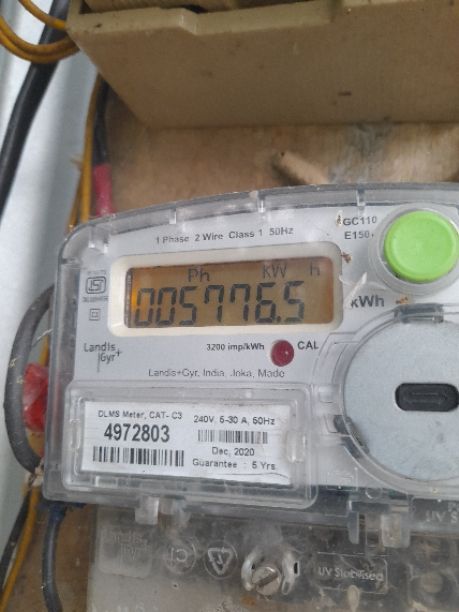 1 Phase 2 Wire Class 1 50Hz
GC110
E150
Ph KW H
005776.5
kWh
Landis
Gyr+
3200 imp/kWh CAL
Landis+Gyr, India, Joka, Made
DLMS Meter, CAT- C3
240V, 5-30 A, 50Hz
4972803
Dec, 2020
Guarantee : 5 Yrs.
UV Stabilised